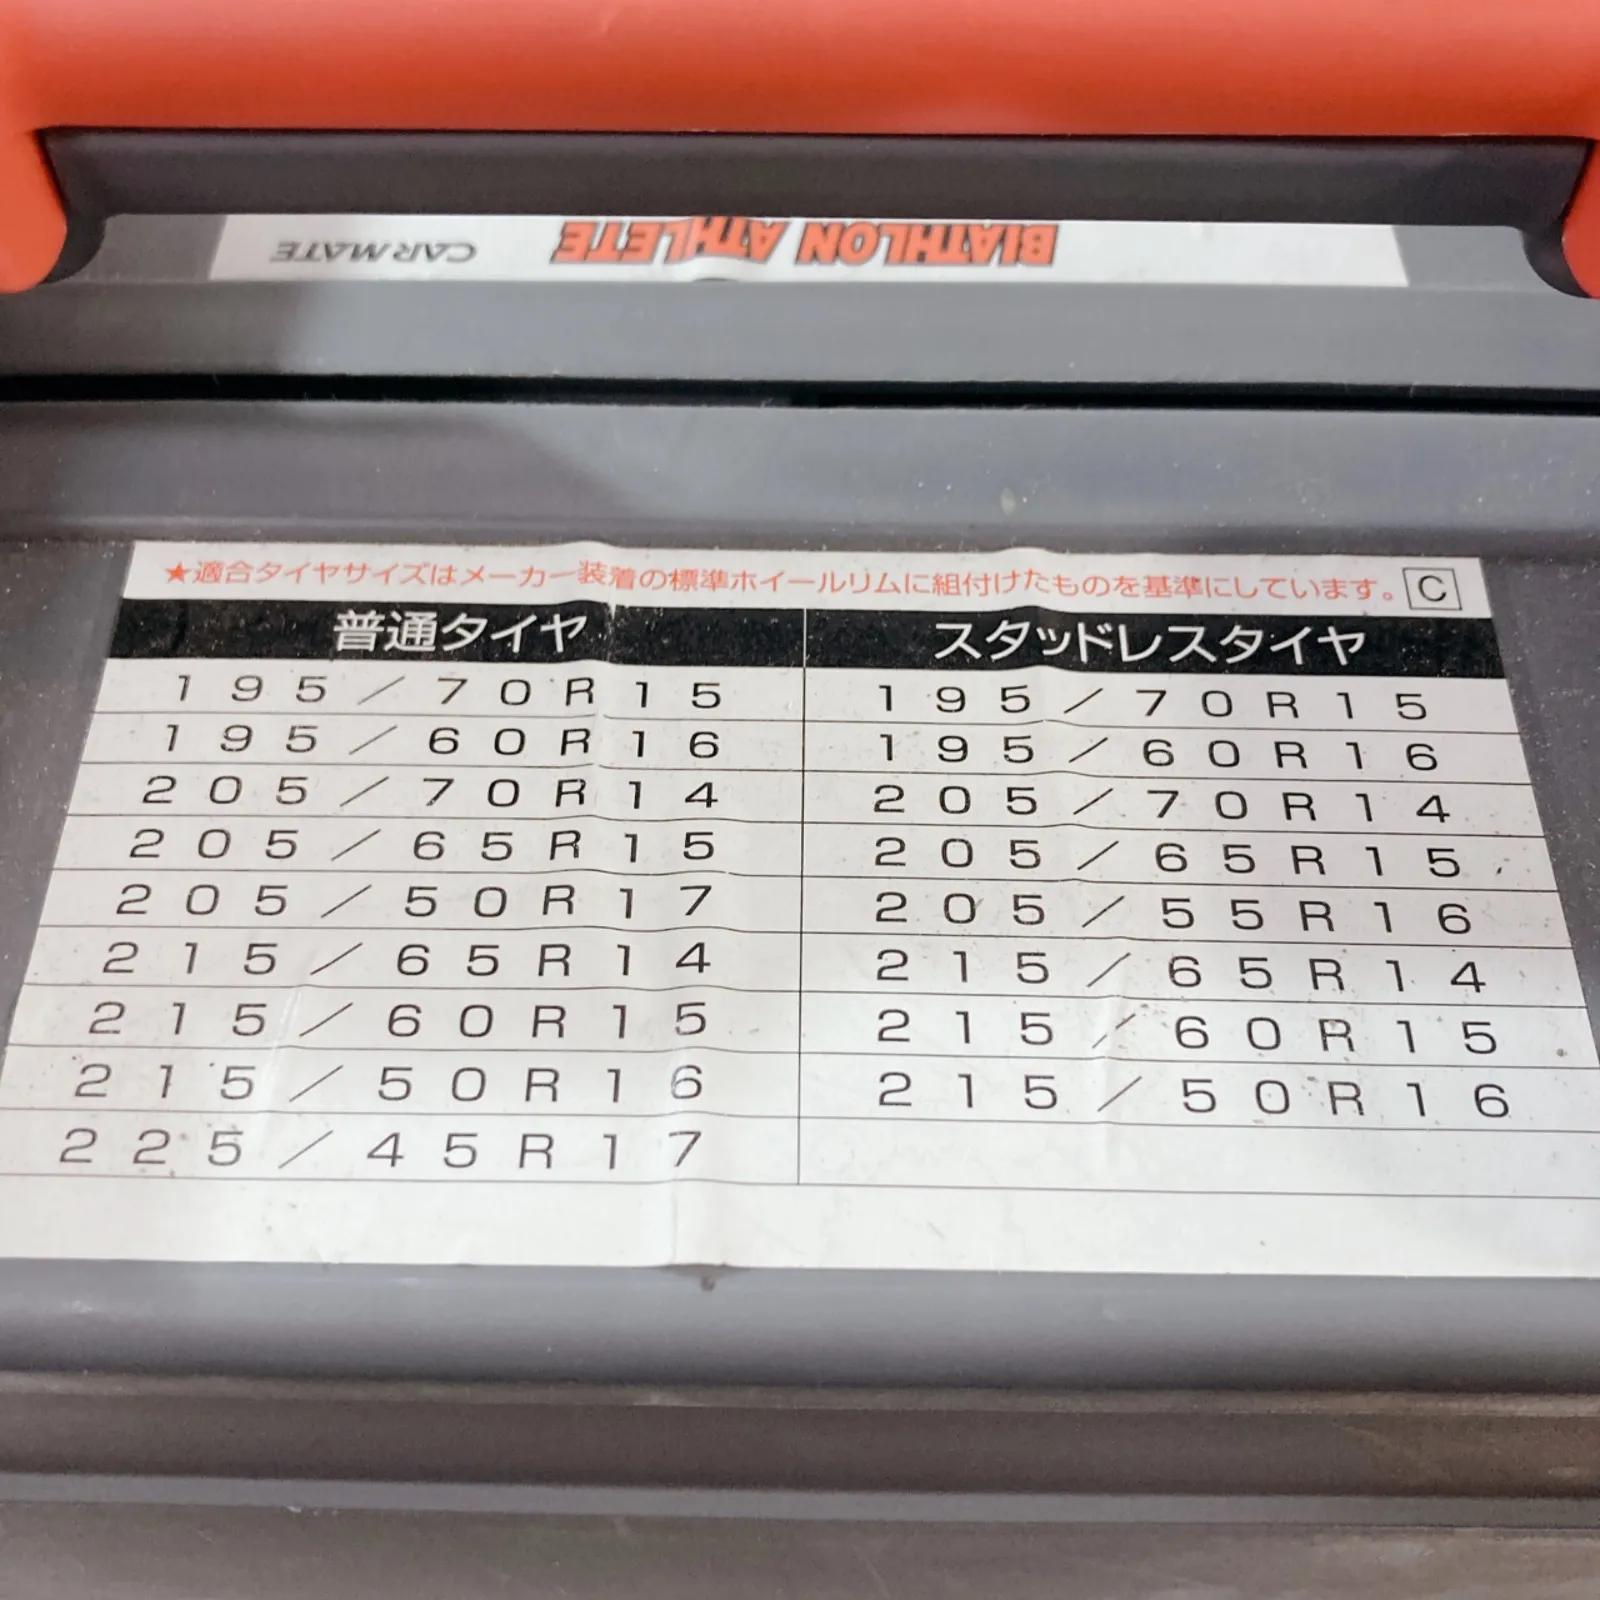 BIATHLON ATHLETE CARMATE
★適合タイヤサイズはメーカー装着の標準ホイールリムに組付けたものを基準にしています。 C
普通タイヤ スタッドレスタイヤ
195/70R15 195/70R15
195/60R16 195/60R16
205/70R14 205/70R14
205/65R15 205/65R15
205/50R17 205/55R16
215/65R14 215/65R14
215/60R15 215/60R15
215/50R16 215/50R16
225/45R17